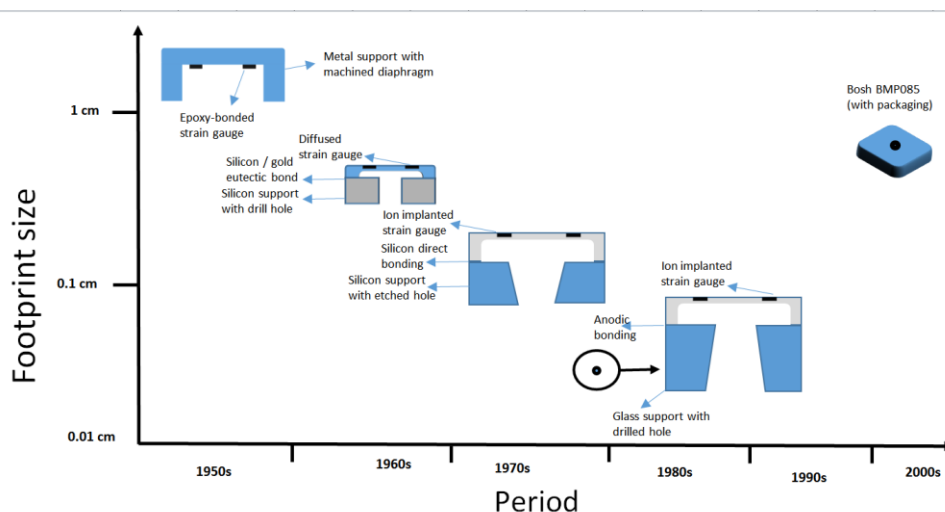 Metal support with
machined diaphragm
Epoxy-bonded
strain gauge
Bosh BMP085
(with packaging)
1 cm
Diffused
strain gauge
Silicon / gold
eutectic bond
Silicon support
with drill hole
Ion implanted
strain gauge
Silicon direct
bonding
Silicon support
with etched hole
Ion implanted
strain gauge
0.1 cm
Anodic
bonding
Glass support with
drilled hole
0.01 cm
Footprint size
1950s
1960s
1970s
1980s
1990s
2000s
Period